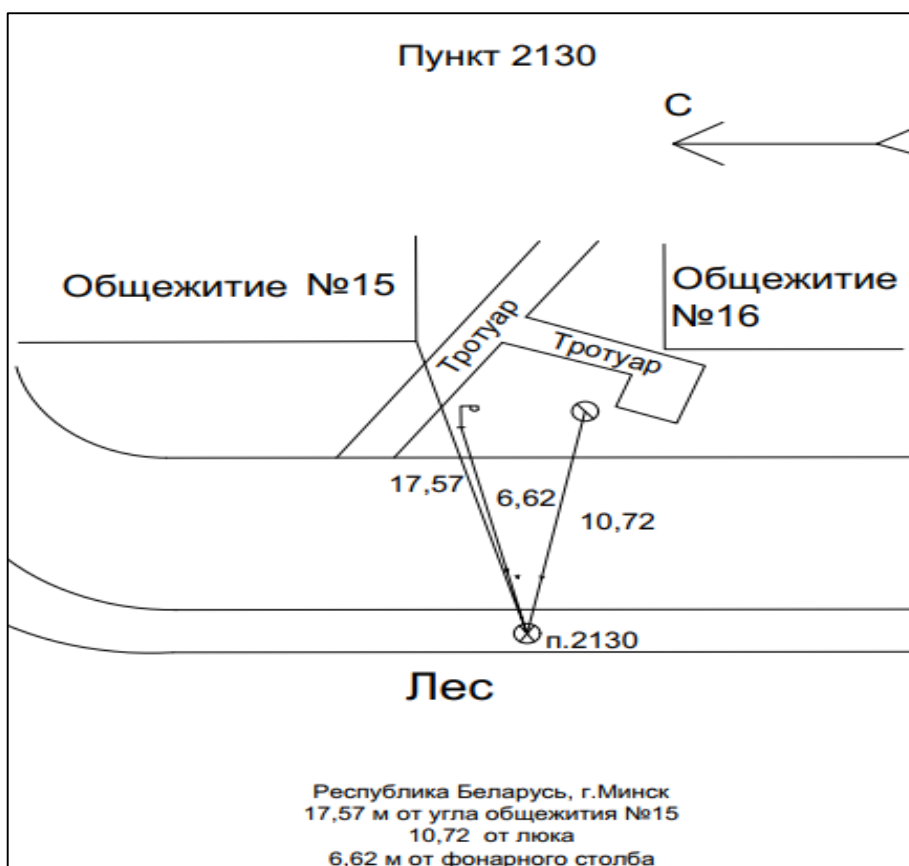 Пункт 2130
С
Общежитие №15
Общежитие
№16
Тротуар
Тротуар
17,57
6,62
10,72
п.2130
Лес
Республика Беларусь, г.Минск
17,57 м от угла общежития №15
10,72 от люка
6,62 м от фонарного столба